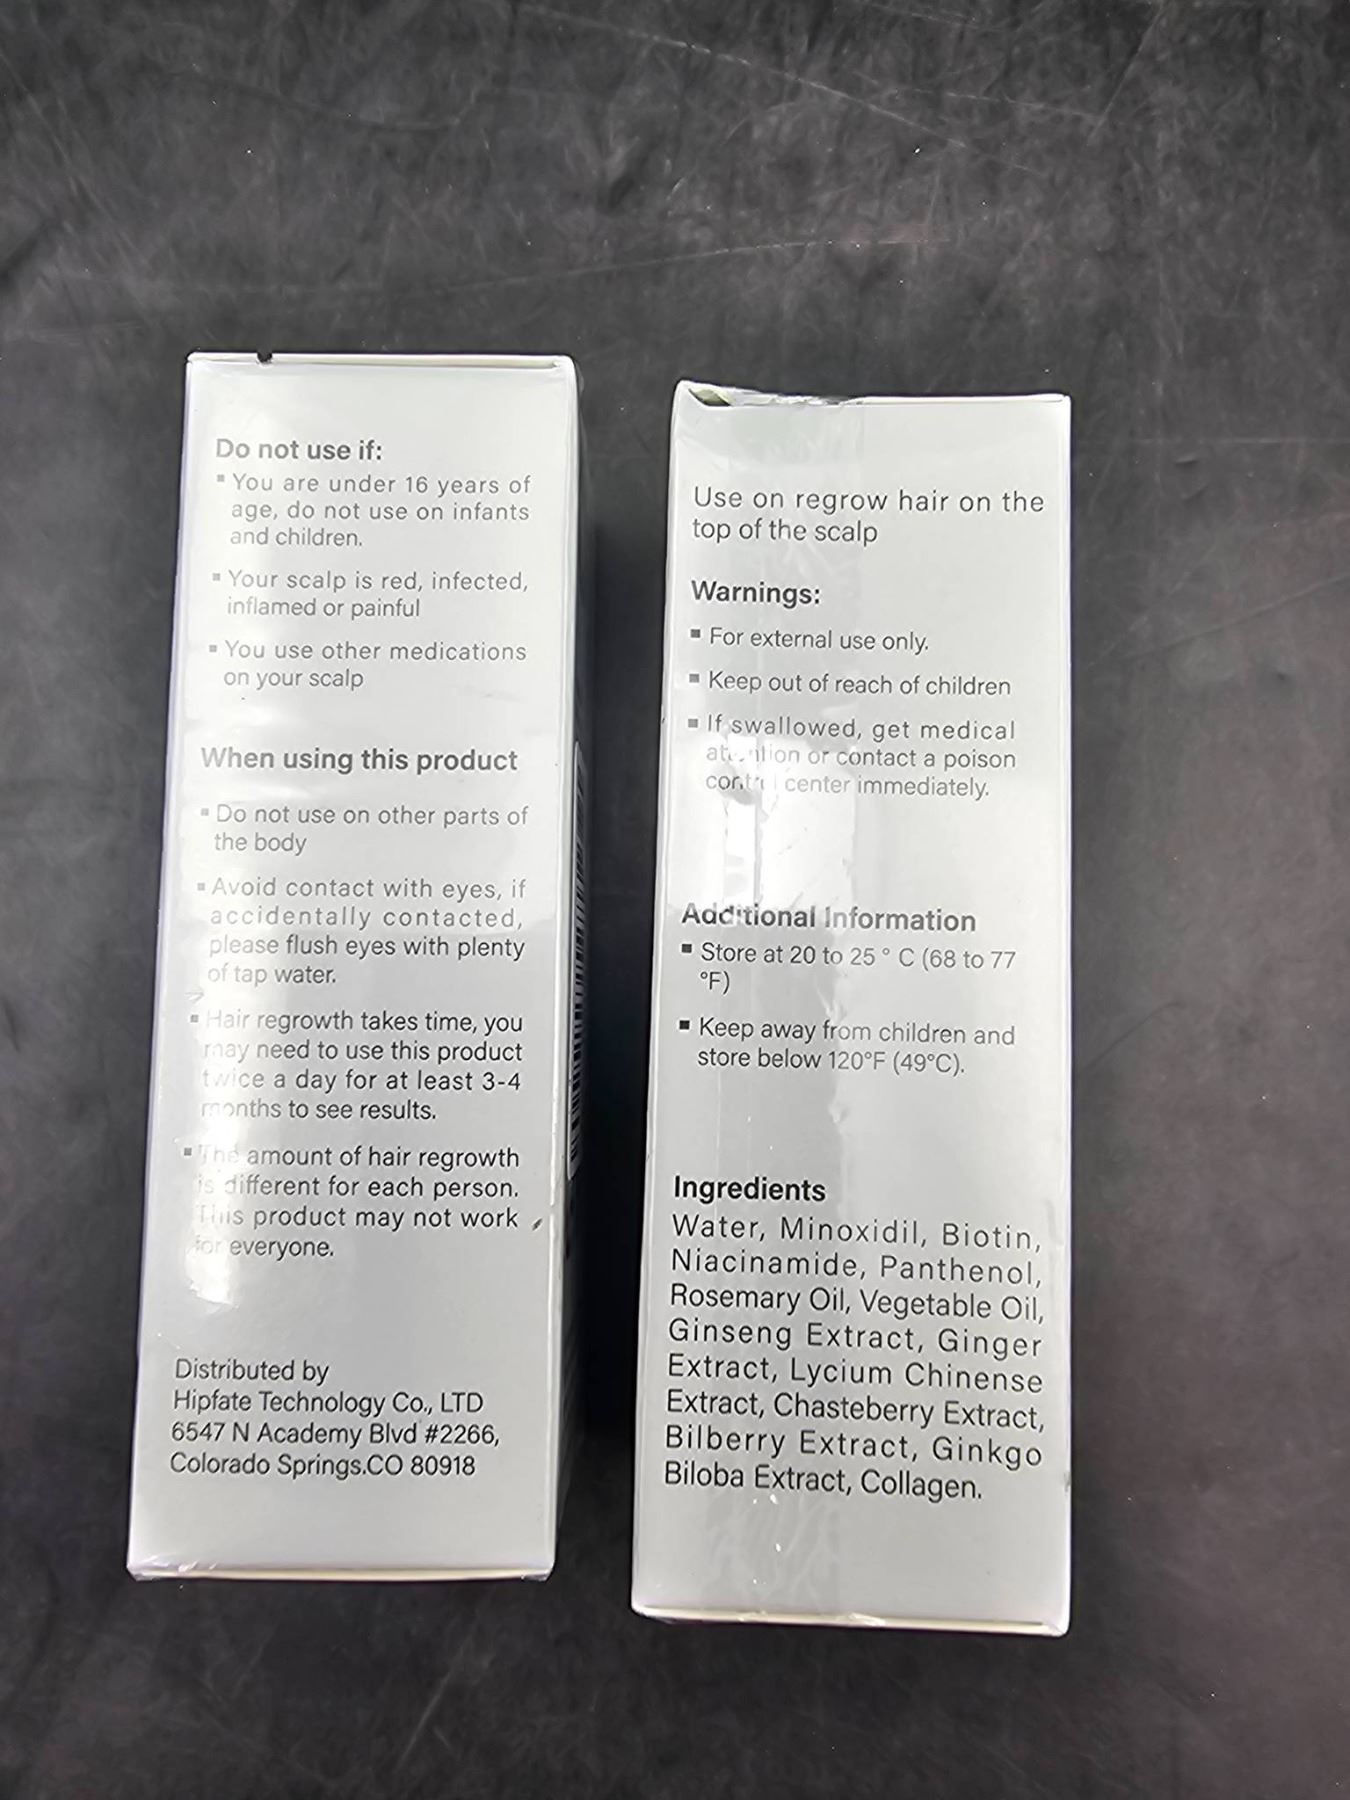 Do not use if:
▪ You are under 16 years of
age, do not use on infants
and children.
▪ Your scalp is red, infected,
inflamed or painful
▪ You use other medications
on your scalp
When using this product
▪ Do not use on other parts of
the body
▪ Avoid contact with eyes, if
accidentally contacted,
please flush eyes with plenty
of tap water.
▪ Hair regrowth takes time, you
may need to use this product
twice a day for at least 3-4
months to see results.
▪ The amount of hair regrowth
is different for each person.
This product may not work
for everyone.
Distributed by
Hipfate Technology Co., LTD
6547 N Academy Blvd #2266,
Colorado Springs.CO 80918
Use on regrow hair on the
top of the scalp
Warnings:
▪ For external use only.
▪ Keep out of reach of children
▪ If swallowed, get medical
attention or contact a poison
control center immediately.
Additional Information
▪ Store at 20 to 25 ° C (68 to 77
°F)
▪ Keep away from children and
store below 120°F (49°C).
Ingredients
Water, Minoxidil, Biotin,
Niacinamide, Panthenol,
Rosemary Oil, Vegetable Oil,
Ginseng Extract, Ginger
Extract, Lycium Chinense
Extract, Chasteberry Extract,
Bilberry Extract, Ginkgo
Biloba Extract, Collagen.